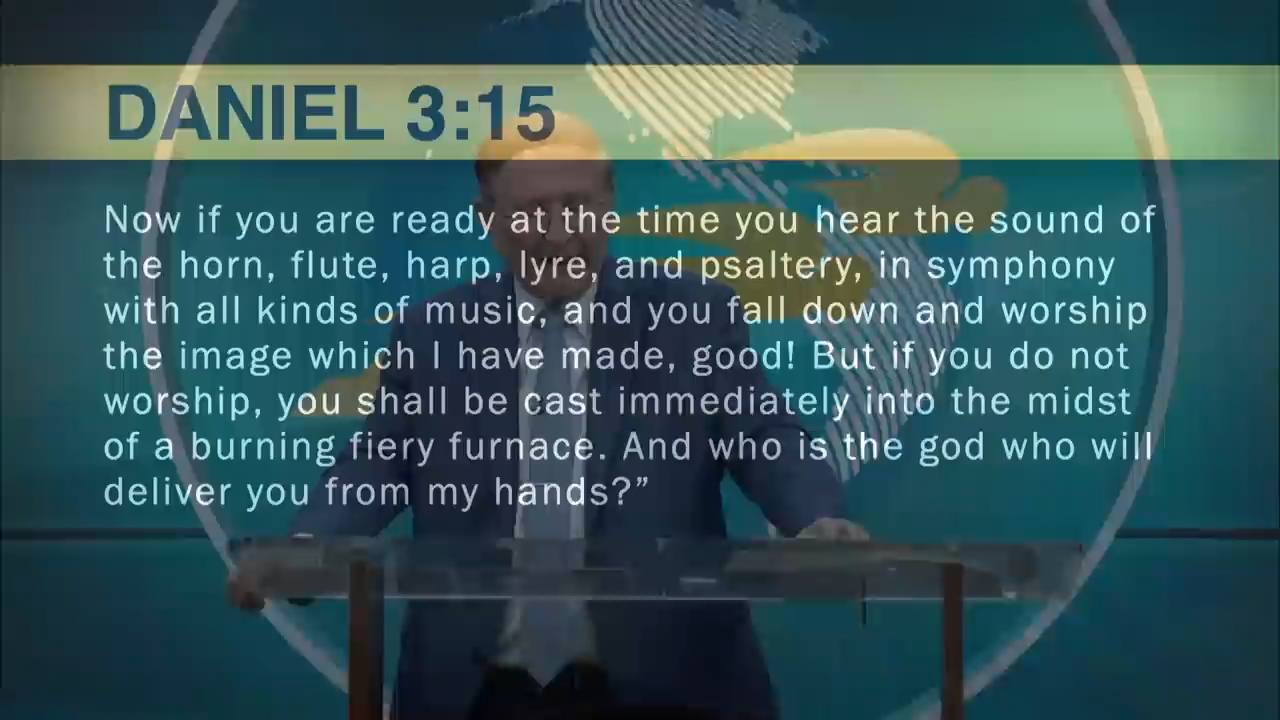 DANIEL 3:15
Now if you are ready at the time you hear the sound of
the horn, flute, harp, lyre, and psaltery, in symphony
with all kinds of music, and you fall down and worship
the image which I have made, good! But if you do not
worship, you shall be cast immediately into the midst
of a burning fiery furnace. And who is the god who will
deliver you from my hands?”